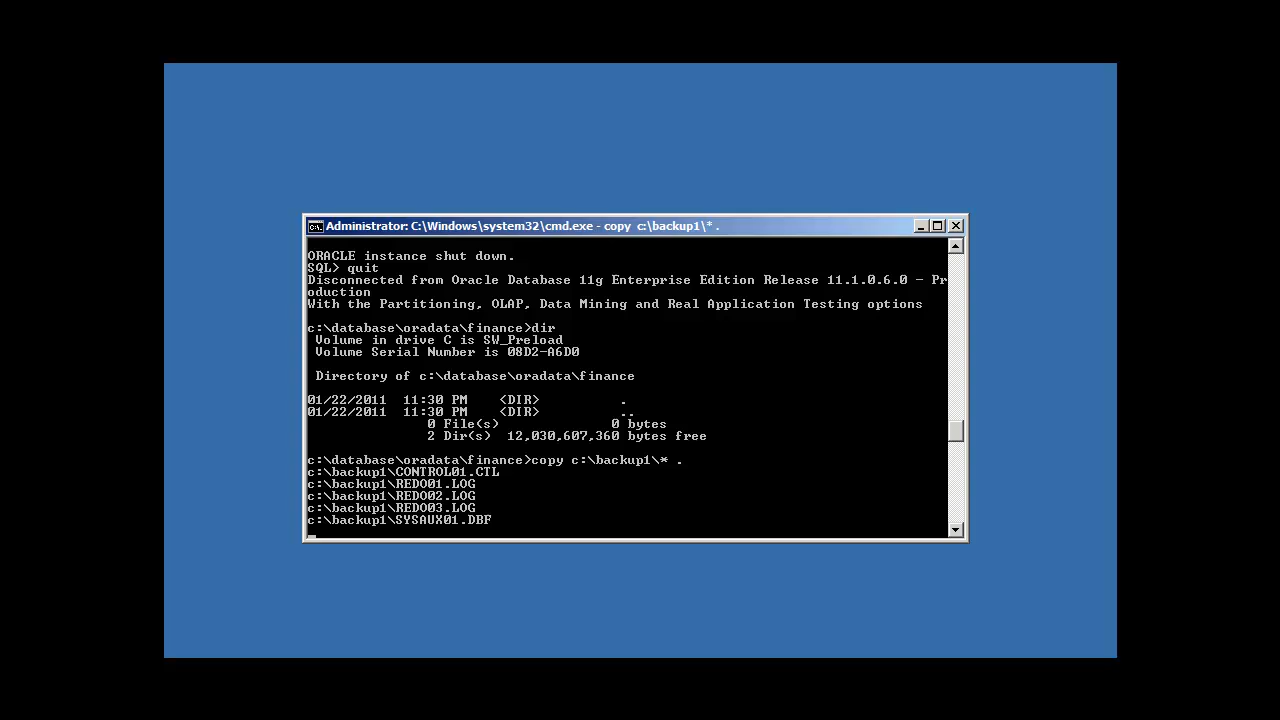 Administrator: C:\Windows\system32\cmd.exe - copy  c:\backup1\* .
ORACLE instance shut down.
SQL> quit
Disconnected from Oracle Database 11g Enterprise Edition Release 11.1.0.6.0 - Pr
oduction
With the Partitioning, OLAP, Data Mining and Real Application Testing options
c:\database\oradata\finance>dir
 Volume in drive C is SW_Preload
 Volume Serial Number is 08D2-A6D0
 Directory of c:\database\oradata\finance
01/22/2011  11:30 PM    <DIR>          .
01/22/2011  11:30 PM    <DIR>          ..
               0 File(s)              0 bytes
               2 Dir(s)  12,030,607,360 bytes free
c:\database\oradata\finance>copy c:\backup1\* .
c:\backup1\CONTROL01.CTL
c:\backup1\REDO01.LOG
c:\backup1\REDO02.LOG
c:\backup1\REDO03.LOG
c:\backup1\SYSAUX01.DBF